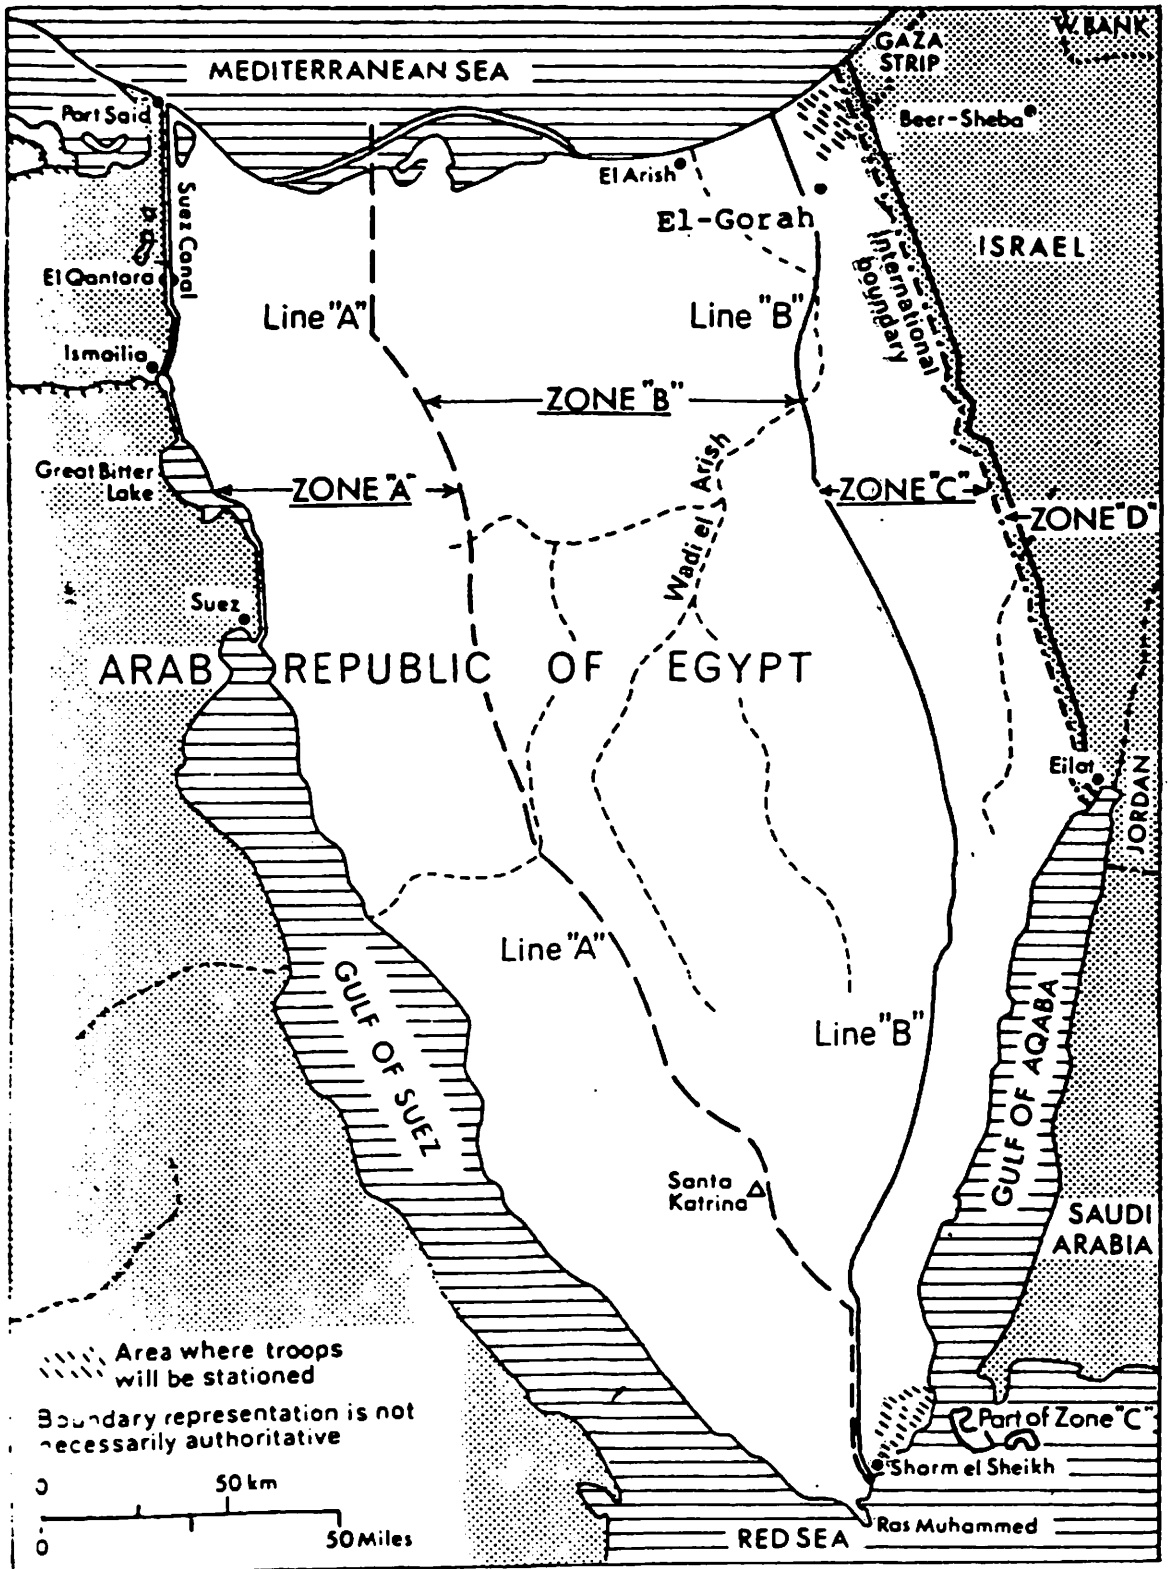 W. BANK
GAZA
STRIP
MEDITERRANEAN SEA
Port Said
Beer-Sheba
El Arish
Suez Canal
El-Gorah
ISRAEL
International
boundary
El Qantara
Line "A"
Line "B"
Ismailia
ZONE "B"
Great Bitter
Lake
ZONE "A"
Wadi el Arish
ZONE "C"
ZONE "D"
Suez
ARAB REPUBLIC OF EGYPT
Eilat
JORDAN
Line "A"
GULF OF SUEZ
Line "B"
GULF OF AQABA
Santa
Katrina
SAUDI
ARABIA
Area where troops
will be stationed
Boundary representation is not
necessarily authoritative
Part of Zone "C"
Sharm el Sheikh
0 50 km
0 50 Miles
Ras Muhammed
RED SEA